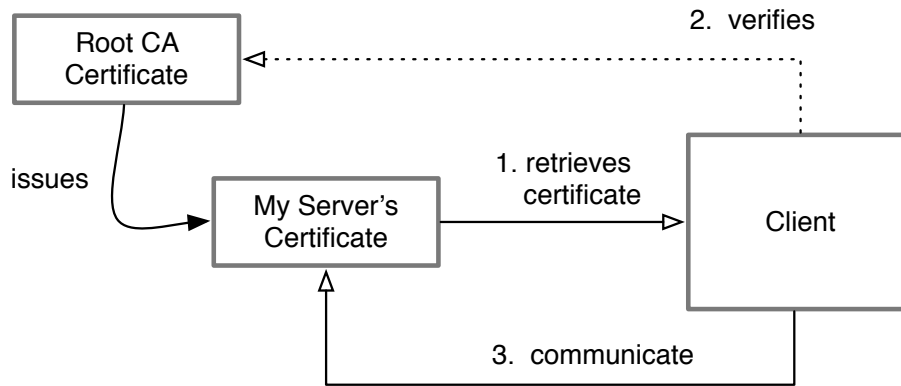 2. verifies
Root CA
Certificate
issues
1. retrieves
certificate
My Server's
Certificate
Client
3. communicate